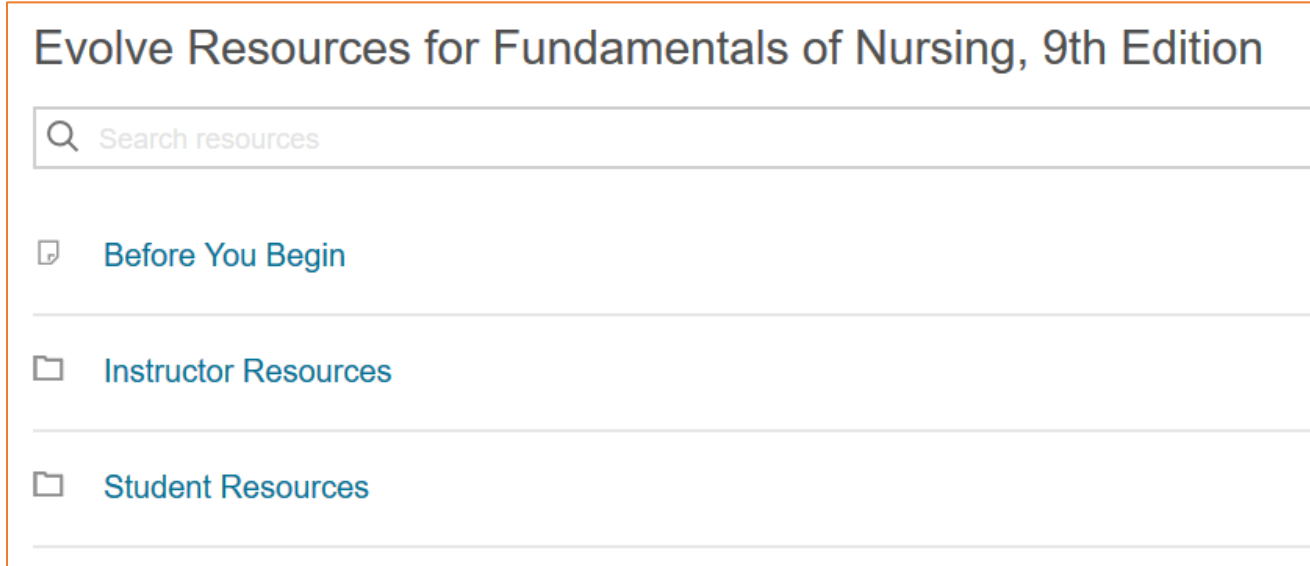 Evolve Resources for Fundamentals of Nursing, 9th Edition
Search resources
Before You Begin
Instructor Resources
Student Resources